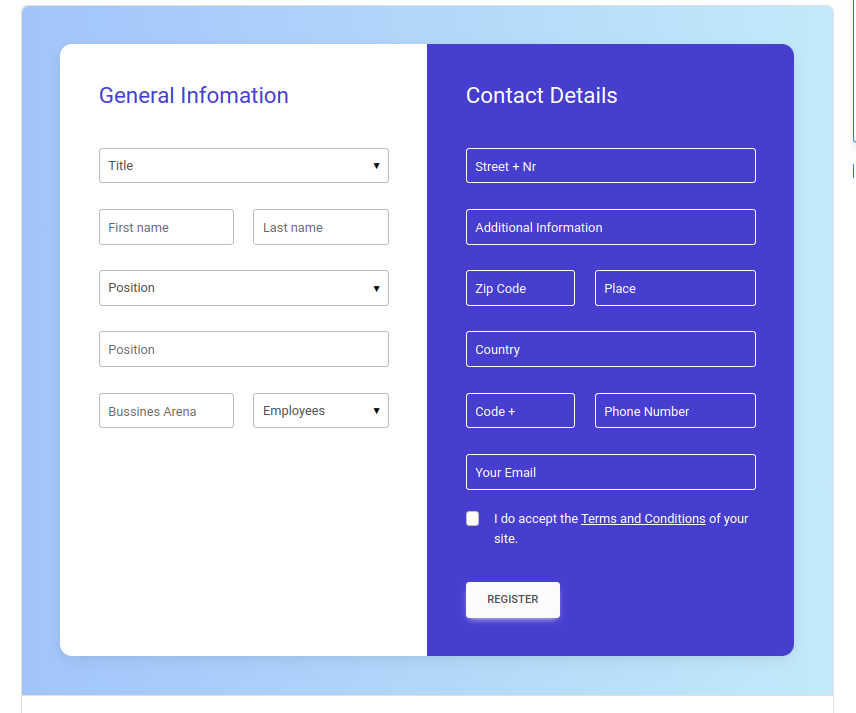 General Infomation
Title
First name
Last name
Position
Position
Bussines Arena
Employees
Contact Details
Street + Nr
Additional Information
Zip Code
Place
Country
Code +
Phone Number
Your Email
I do accept the Terms and Conditions of your
site.
REGISTER